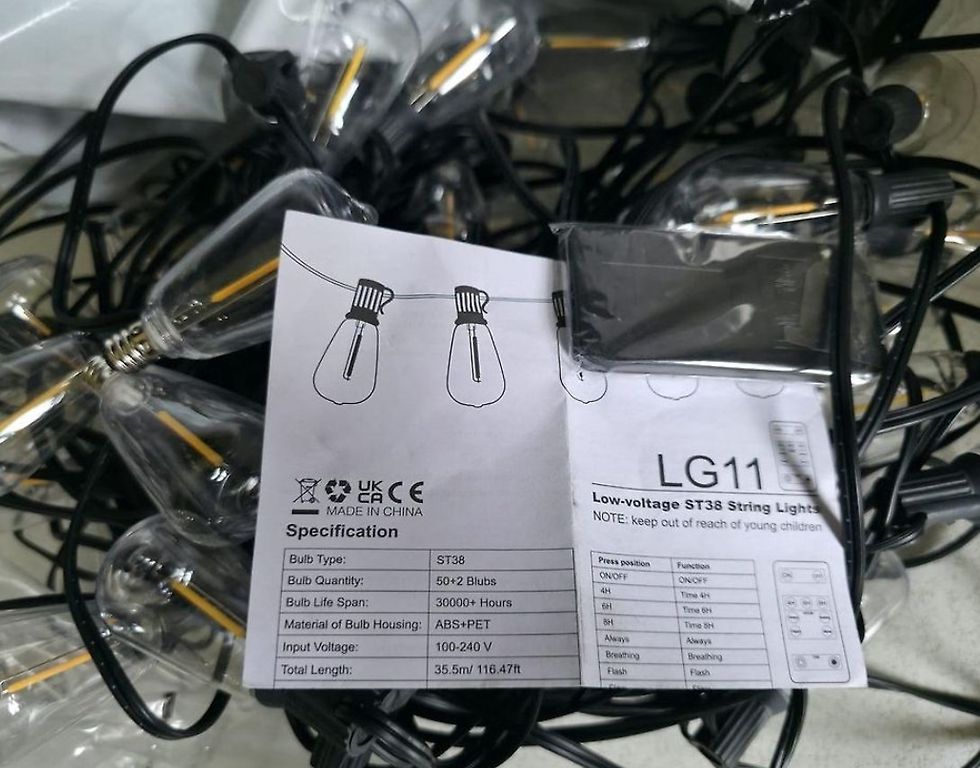 UK
CA CE
MADE IN CHINA
Specification
Bulb Type: ST38
Bulb Quantity: 50+2 Blubs
Bulb Life Span: 30000+ Hours
Material of Bulb Housing: ABS+PET
Input Voltage: 100-240 V
Total Length: 35.5m/ 116.47ft
LG11
Low-voltage ST38 String Lights
NOTE: keep out of reach of young children
Press position Function
ON/OFF ON/OFF
4H Time 4H
6H Time 6H
8H Time 8H
Always Always
Breathing Breathing
Flash Flash